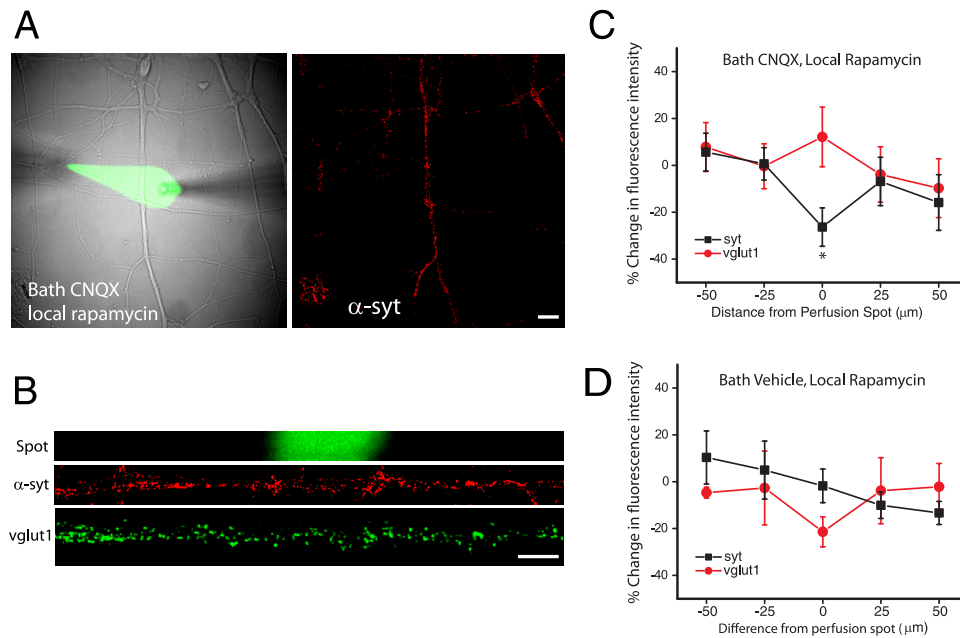 A
Bath CNQX
local rapamycin
α-syt
B
Spot
α-syt
vglut1
C
Bath CNQX, Local Rapamycin
% Change in fluorescence intensity
40
20
0
-20
-40
syt
vglut1
*
-50 -25 0 25 50
Distance from Perfusion Spot (μm)
D
Bath Vehicle, Local Rapamycin
% Change in fluorescence intensity
40
20
0
-20
-40
syt
vglut1
-50 -25 0 25 50
Difference from perfusion spot (μm)